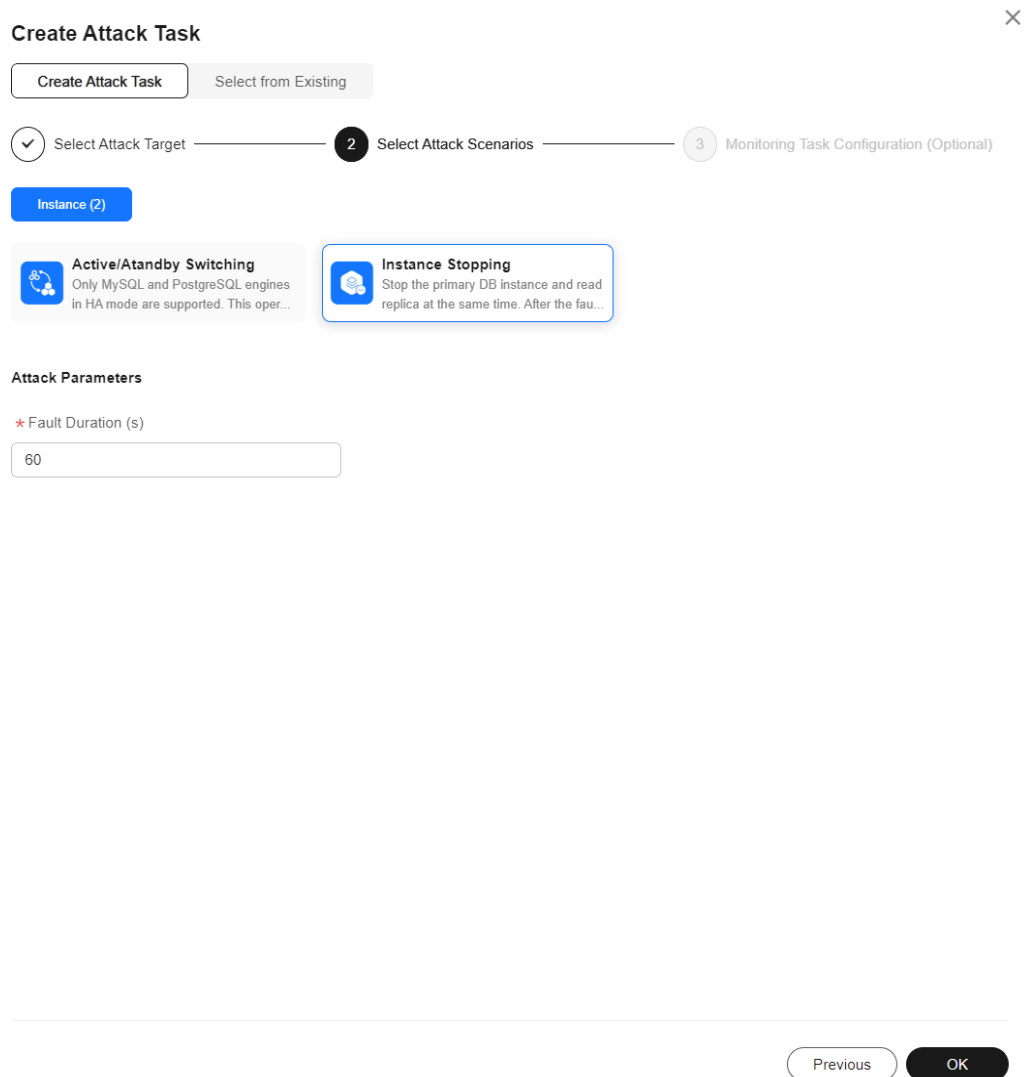 Create Attack Task
Create Attack Task
Select from Existing
Select Attack Target
2
Select Attack Scenarios
3
Monitoring Task Configuration (Optional)
Instance (2)
Active/Atandby Switching
Only MySQL and PostgreSQL engines
in HA mode are supported. This oper...
Instance Stopping
Stop the primary DB instance and read
replica at the same time. After the fau...
Attack Parameters
* Fault Duration (s)
60
Previous
OK